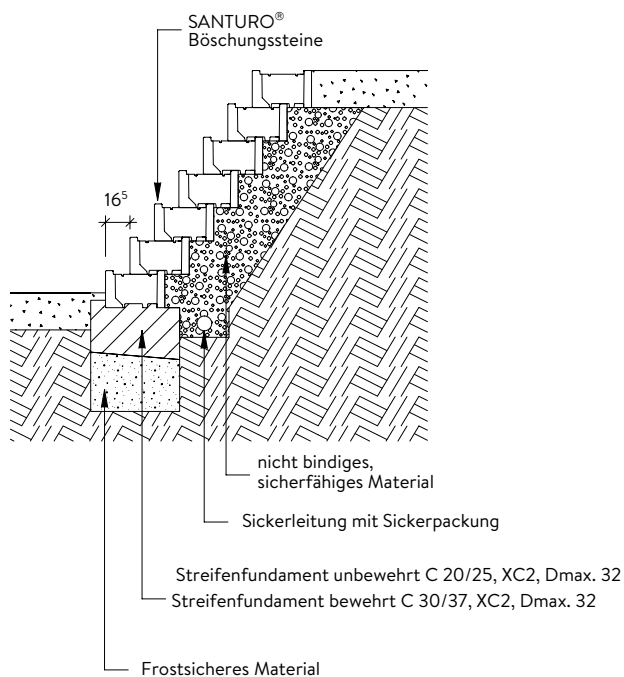 SANTURO®
Böschungssteine
16⁵
nicht bindiges,
sicherfähiges Material
Sickerleitung mit Sickerpackung
Streifenfundament unbewehrt C 20/25, XC2, Dmax. 32
Streifenfundament bewehrt C 30/37, XC2, Dmax. 32
Frostsicheres Material